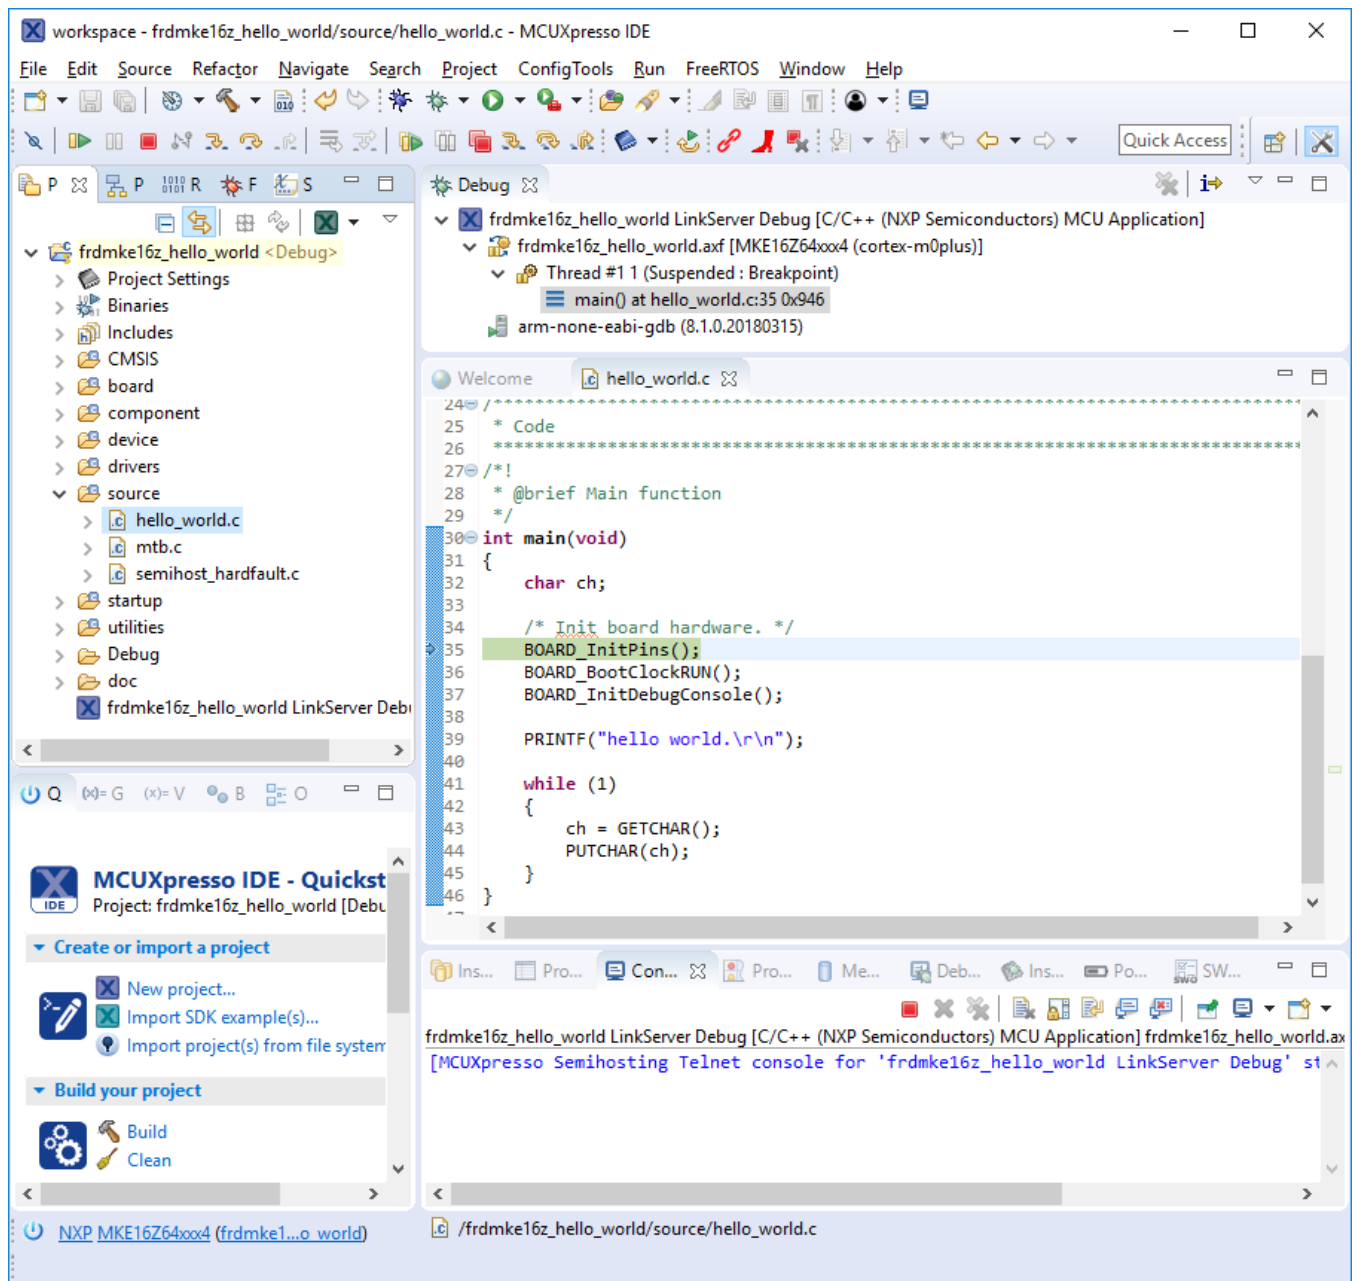 workspace - frdmke16z_hello_world/source/hello_world.c - MCUXpresso IDE
File Edit Source Refactor Navigate Search Project ConfigTools Run FreeRTOS Window Help
Quick Access
P P R F S
frdmke16z_hello_world <Debug>
Project Settings
Binaries
Includes
CMSIS
board
component
device
drivers
source
hello_world.c
mtb.c
semihost_hardfault.c
startup
utilities
Debug
doc
frdmke16z_hello_world LinkServer Deb
Debug
frdmke16z_hello_world LinkServer Debug [C/C++ (NXP Semiconductors) MCU Application]
frdmke16z_hello_world.axf [MKE16Z64xxx4 (cortex-m0plus)]
Thread #1 1 (Suspended : Breakpoint)
main() at hello_world.c:35 0x946
arm-none-eabi-gdb (8.1.0.20180315)
Welcome hello_world.c
24 /******************************************************************************
25 * Code
26 ******************************************************************************
27 /*!
28 * @brief Main function
29 */
30 int main(void)
31 {
32 char ch;
33
34 /* Init board hardware. */
35 BOARD_InitPins();
36 BOARD_BootClockRUN();
37 BOARD_InitDebugConsole();
38
39 PRINTF("hello world.\r\n");
40
41 while (1)
42 {
43 ch = GETCHAR();
44 PUTCHAR(ch);
45 }
46 }
Q (x)= G (x)= V B O
MCUXpresso IDE - Quickst
IDE
Project: frdmke16z_hello_world [Debu
Create or import a project
New project...
Import SDK example(s)...
Import project(s) from file system
Build your project
Build
Clean
Ins... Pro... Con... Pro... Me... Deb... Ins... Po... SW...
frdmke16z_hello_world LinkServer Debug [C/C++ (NXP Semiconductors) MCU Application] frdmke16z_hello_world.ax
[MCUXpresso Semihosting Telnet console for 'frdmke16z_hello_world LinkServer Debug' st
NXP MKE16Z64xxx4 (frdmke1...o_world)
/frdmke16z_hello_world/source/hello_world.c